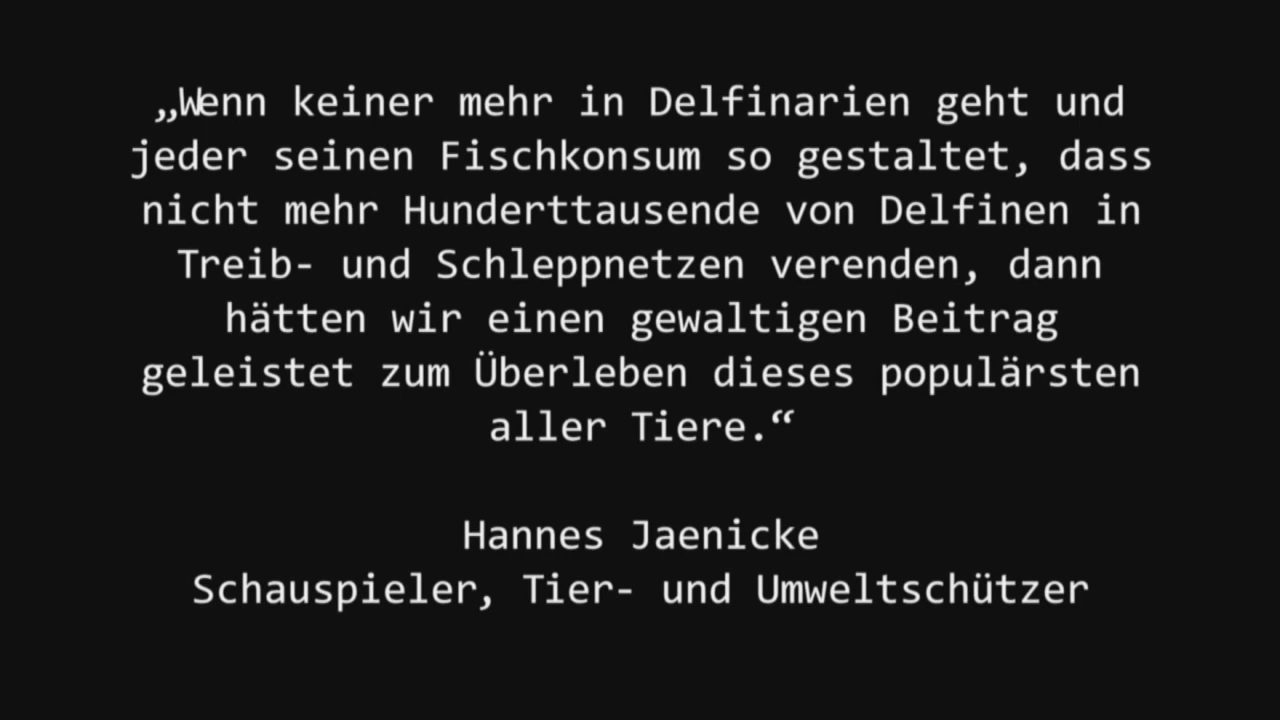 „Wenn keiner mehr in Delfinarien geht und
jeder seinen Fischkonsum so gestaltet, dass
nicht mehr Hunderttausende von Delfinen in
Treib- und Schleppnetzen verenden, dann
hätten wir einen gewaltigen Beitrag
geleistet zum Überleben dieses populärsten
aller Tiere.“
Hannes Jaenicke
Schauspieler, Tier- und Umweltschützer